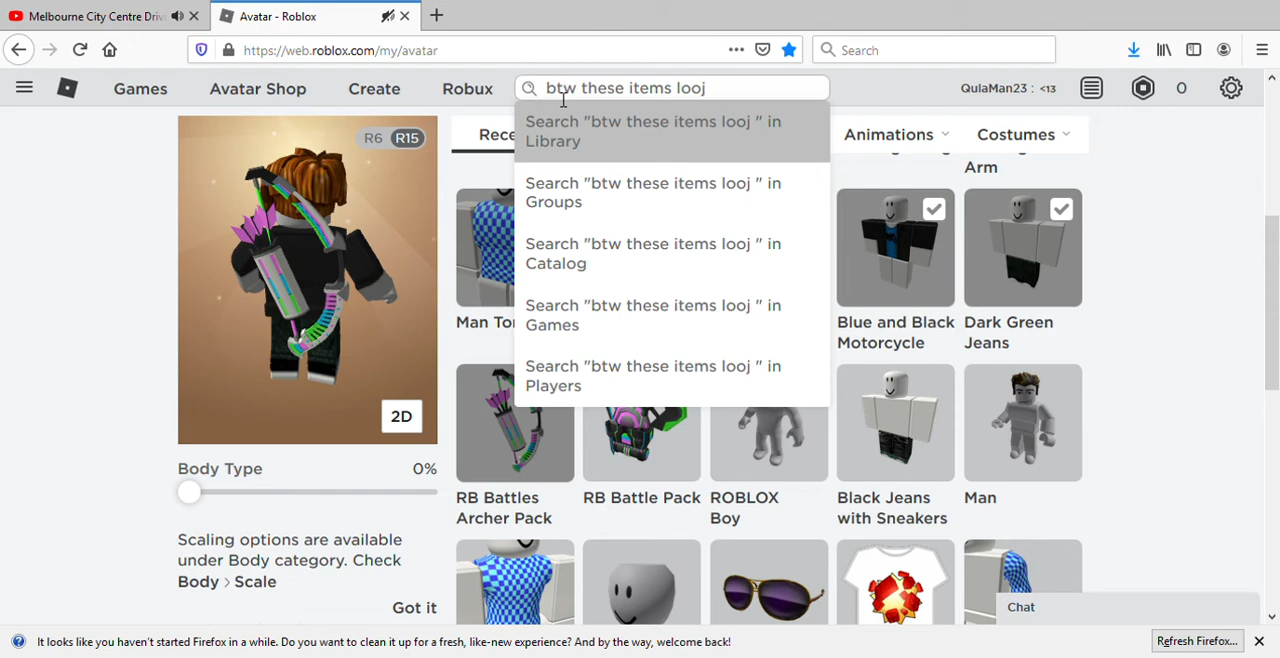 Melbourne City Centre Driv
Avatar - Roblox
https://web.roblox.com/my/avatar
Search
Games
Avatar Shop
Create
Robux
btw these items looj
QulaMan23 : <13
0
R6 R15
2D
Body Type 0%
Scaling options are available
under Body category. Check
Body > Scale
Got it
Rece
Search "btw these items looj " in
Library
Search "btw these items looj " in
Groups
Search "btw these items looj " in
Catalog
Search "btw these items looj " in
Games
Search "btw these items looj " in
Players
Animations
Costumes
Arm
Man Tor
Blue and Black
Motorcycle
Dark Green
Jeans
RB Battles
Archer Pack
RB Battle Pack
ROBLOX
Boy
Black Jeans
with Sneakers
Man
Chat
It looks like you haven't started Firefox in a while. Do you want to clean it up for a fresh, like-new experience? And by the way, welcome back!
Refresh Firefox...